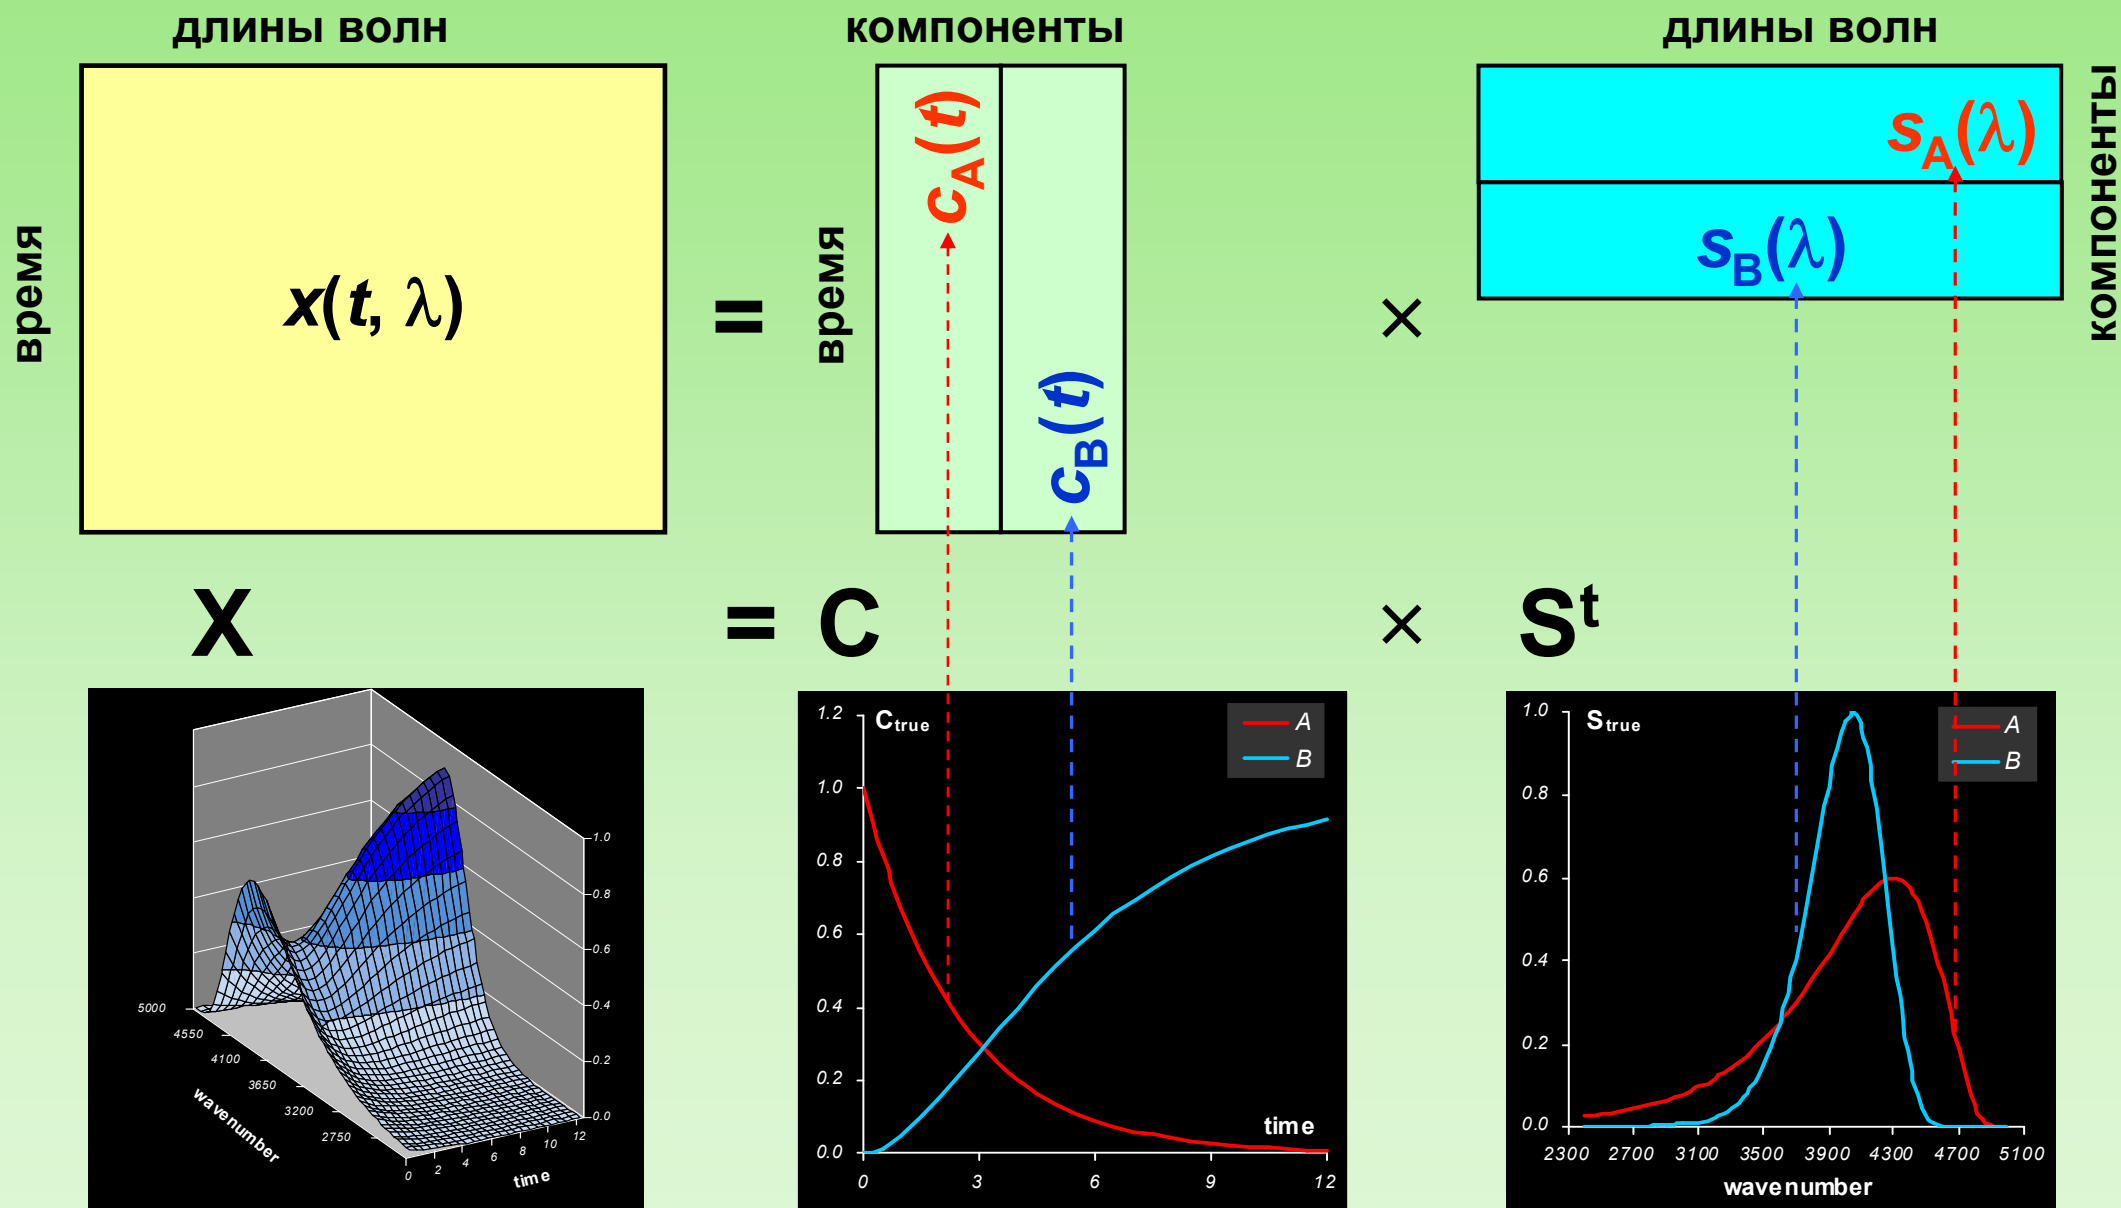 длины волн
компоненты
длины волн
время
x(t, λ)
=
время
cA(t)
cB(t)
×
sA(λ)
sB(λ)
компоненты
X = C × Sᵗ
1.0
0.8
0.6
0.4
0.2
0.0
5000
4550
4100
3650
3200
2750
wavenumber
0 2 4 6 8 10 12
time
Ctrue
A
B
1.2
1.0
0.8
0.6
0.4
0.2
0.0
time
0 3 6 9 12
Strue
A
B
1.0
0.8
0.6
0.4
0.2
0.0
2300 2700 3100 3500 3900 4300 4700 5100
wavenumber